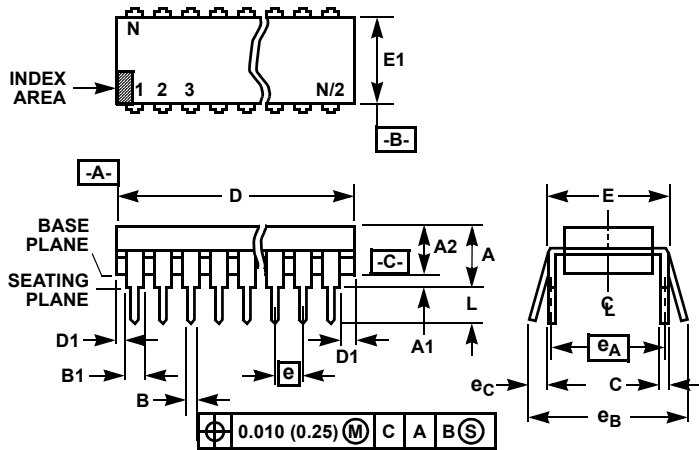 N
E1
INDEX
AREA
1 2 3 N/2
-B-
-A-
D
E
BASE
PLANE
A2
A
-C-
SEATING
PLANE
L
℄
D1
A1
D1
eA
B1
e
eC
C
B
eB
0.010 (0.25) Ⓜ C A B Ⓢ